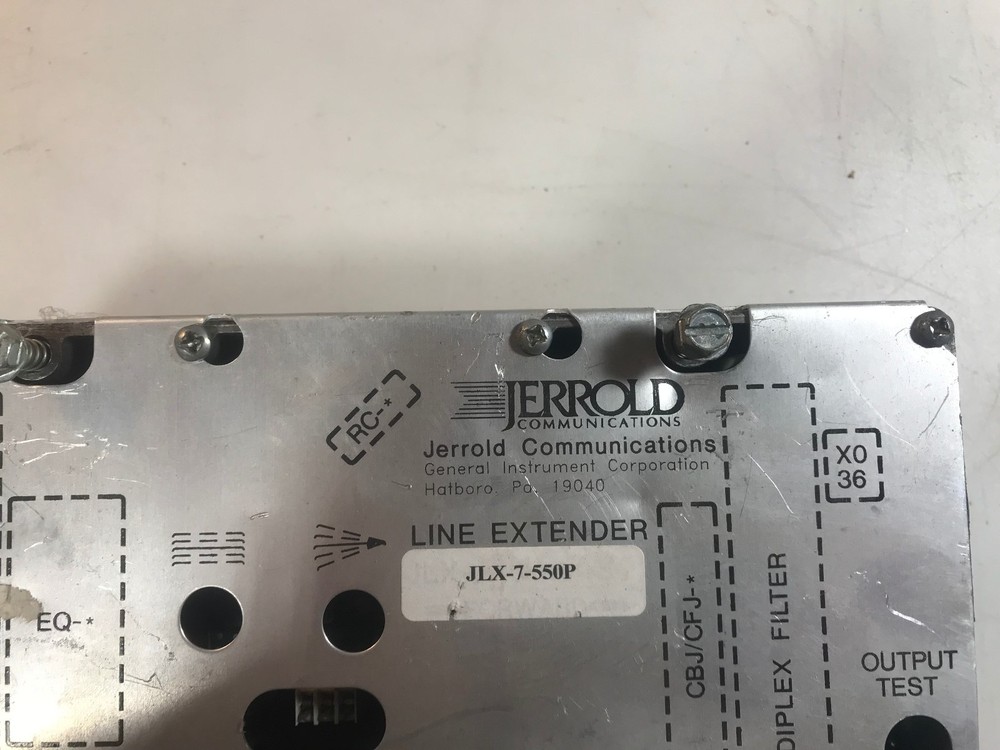 RC-*
JERROLD
COMMUNICATIONS
Jerrold Communications
General Instrument Corporation
Hatboro, Pa. 19040
X0
36
LINE EXTENDER
JLX-7-550P
EQ-*
CBJ/CFJ-*
DIPLEX FILTER
OUTPUT
TEST